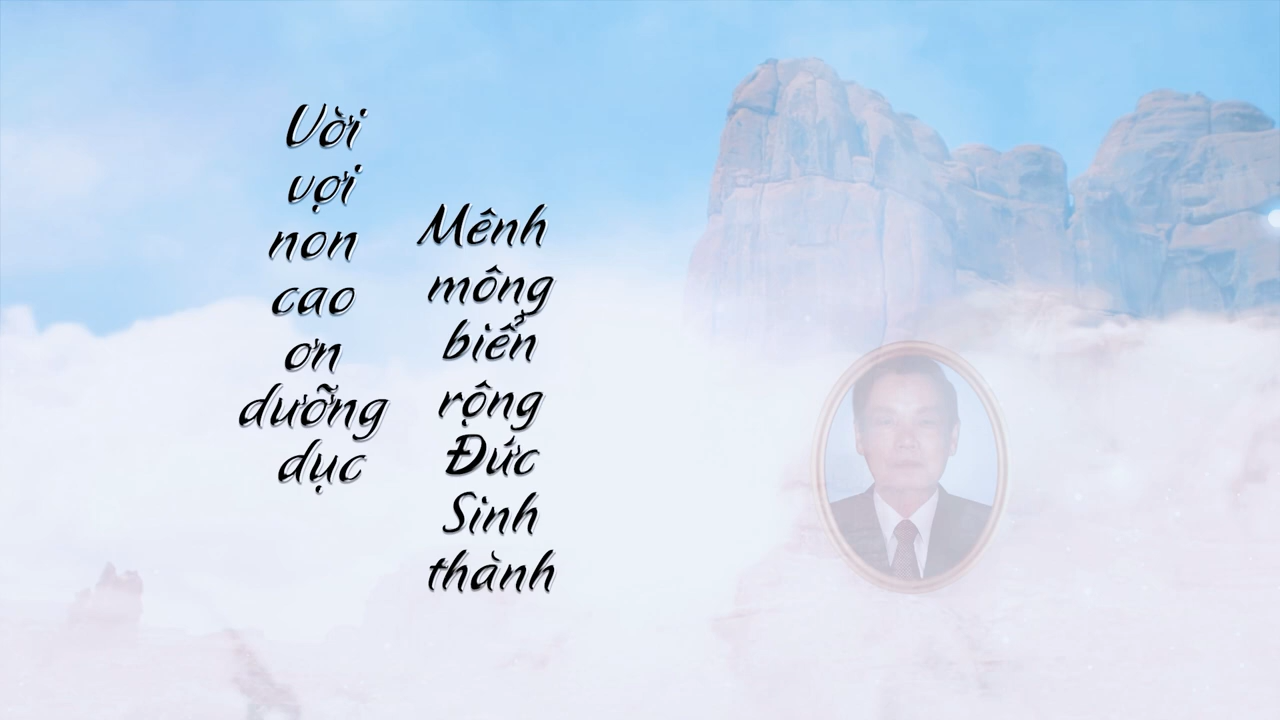 Vời
vợi
non
cao
ơn
dưỡng
dục
Mênh
mông
biển
rộng
Đức
Sinh
thành